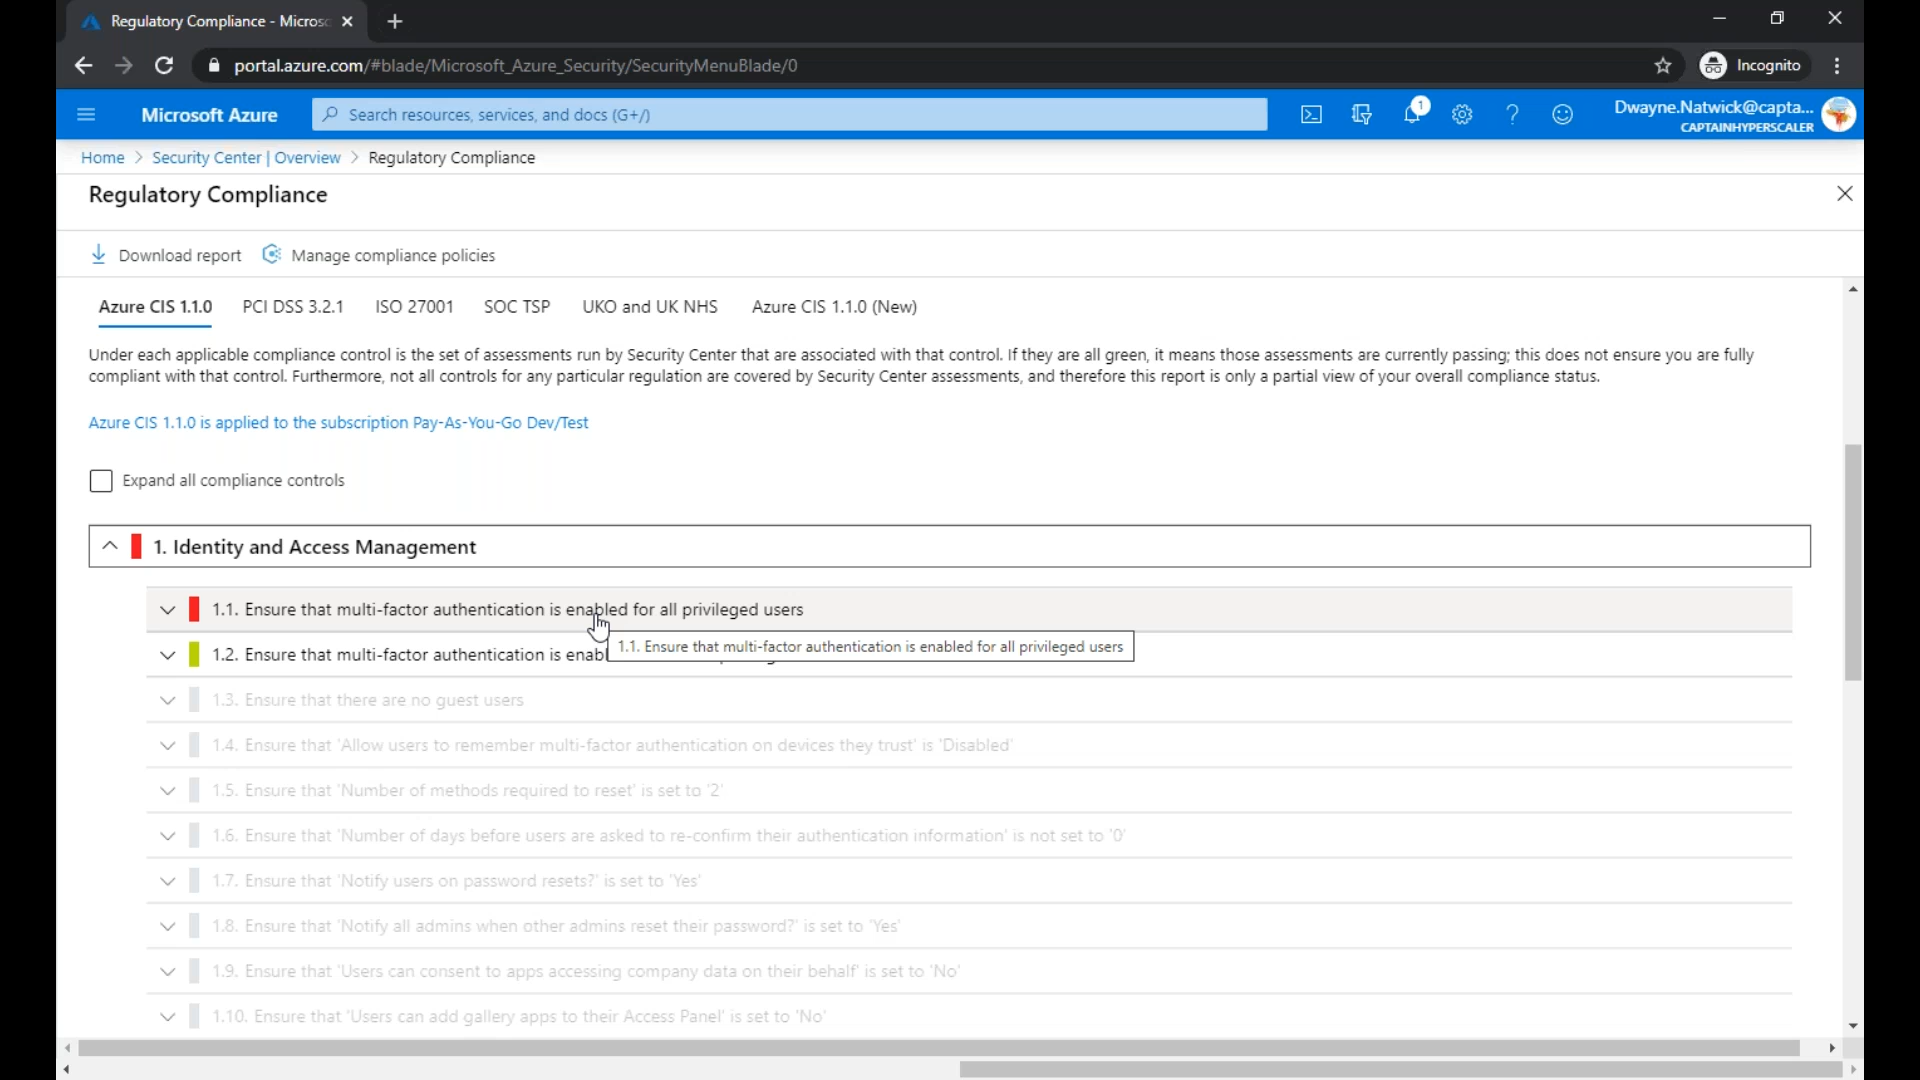 Regulatory Compliance - Micros
portal.azure.com/#blade/Microsoft_Azure_Security/SecurityMenuBlade/0
Incognito
Microsoft Azure
Search resources, services, and docs (G+/)
1
Dwayne.Natwick@capta...
CAPTAINHYPERSCALER
Home > Security Center | Overview > Regulatory Compliance
Regulatory Compliance
Download report
Manage compliance policies
Azure CIS 1.1.0 PCI DSS 3.2.1 ISO 27001 SOC TSP UKO and UK NHS Azure CIS 1.1.0 (New)
Under each applicable compliance control is the set of assessments run by Security Center that are associated with that control. If they are all green, it means those assessments are currently passing; this does not ensure you are fully
compliant with that control. Furthermore, not all controls for any particular regulation are covered by Security Center assessments, and therefore this report is only a partial view of your overall compliance status.
Azure CIS 1.1.0 is applied to the subscription Pay-As-You-Go Dev/Test
Expand all compliance controls
1. Identity and Access Management
1.1. Ensure that multi-factor authentication is enabled for all privileged users
1.1. Ensure that multi-factor authentication is enabled for all privileged users
1.2. Ensure that multi-factor authentication is enabl
1.3. Ensure that there are no guest users
1.4. Ensure that 'Allow users to remember multi-factor authentication on devices they trust' is 'Disabled'
1.5. Ensure that 'Number of methods required to reset' is set to '2'
1.6. Ensure that 'Number of days before users are asked to re-confirm their authentication information' is not set to '0'
1.7. Ensure that 'Notify users on password resets?' is set to 'Yes'
1.8. Ensure that 'Notify all admins when other admins reset their password?' is set to 'Yes'
1.9. Ensure that 'Users can consent to apps accessing company data on their behalf' is set to 'No'
1.10. Ensure that 'Users can add gallery apps to their Access Panel' is set to 'No'